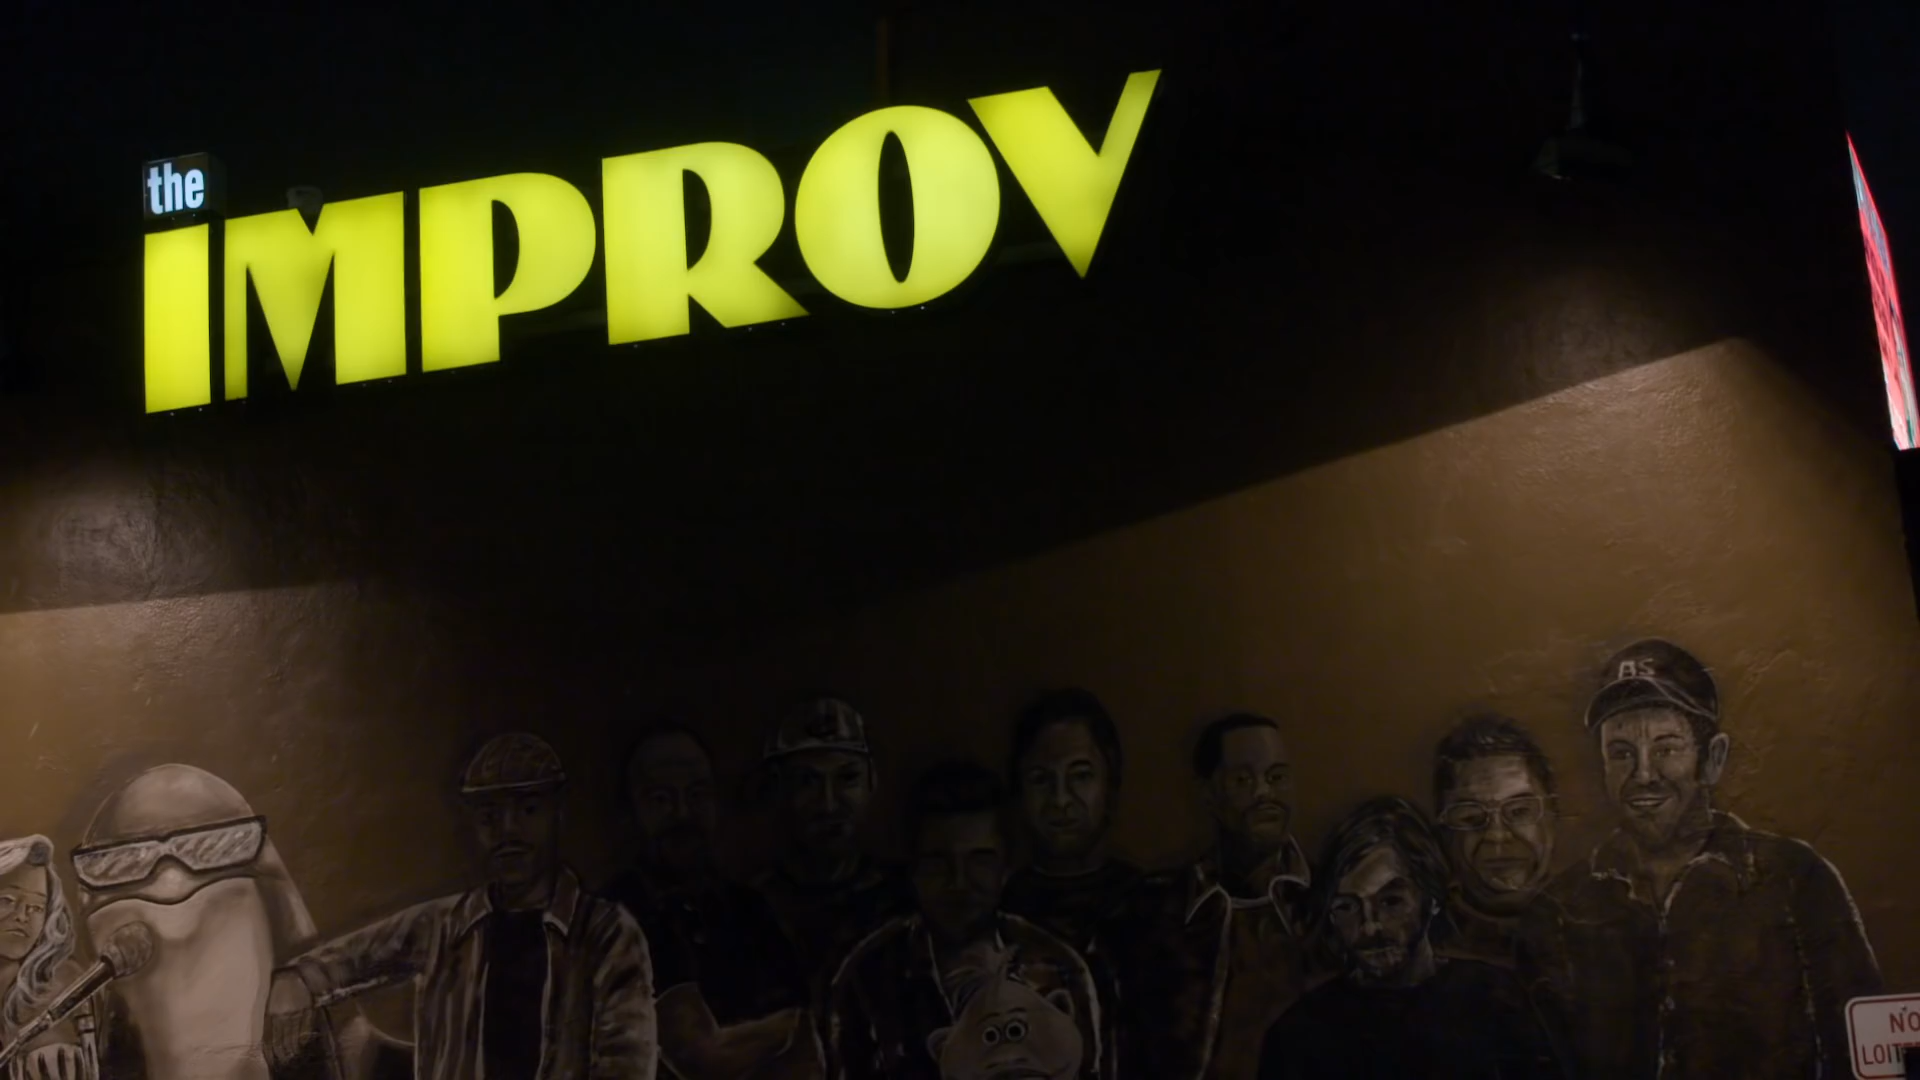 the
IMPROV
AS
NO
LOIT